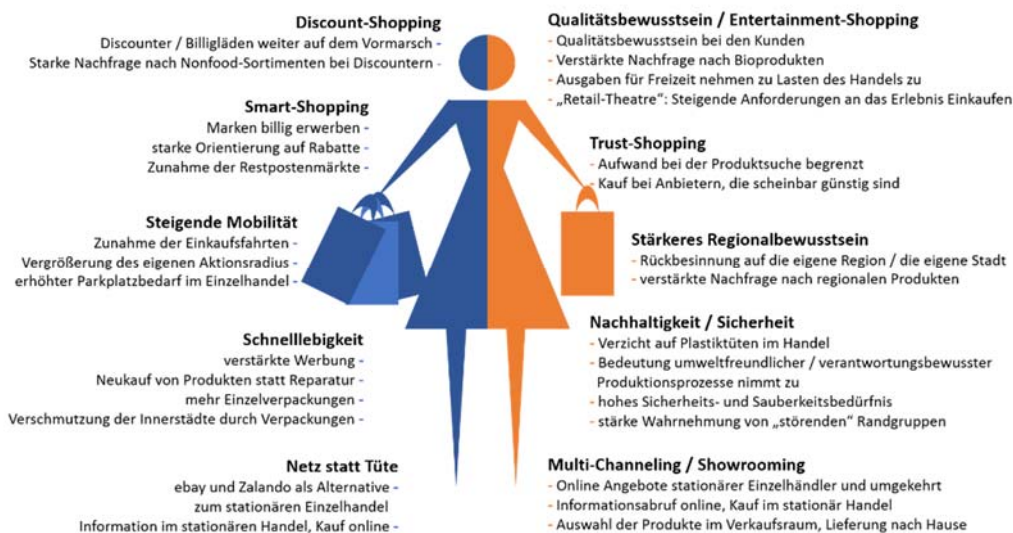 Discount-Shopping
Discounter / Billigläden weiter auf dem Vormarsch -
Starke Nachfrage nach Nonfood-Sortimenten bei Discountern -
Smart-Shopping
Marken billig erwerben -
starke Orientierung auf Rabatte -
Zunahme der Restpostenmärkte -
Steigende Mobilität
Zunahme der Einkaufsfahrten -
Vergrößerung des eigenen Aktionsradius -
erhöhter Parkplatzbedarf im Einzelhandel -
Schnelllebigkeit
verstärkte Werbung -
Neukauf von Produkten statt Reparatur -
mehr Einzelverpackungen -
Verschmutzung der Innerstädte durch Verpackungen -
Netz statt Tüte
ebay und Zalando als Alternative -
zum stationären Einzelhandel
Information im stationären Handel, Kauf online -
Qualitätsbewusstsein / Entertainment-Shopping
- Qualitätsbewusstsein bei den Kunden
- Verstärkte Nachfrage nach Bioprodukten
- Ausgaben für Freizeit nehmen zu Lasten des Handels zu
- „Retail-Theatre“: Steigende Anforderungen an das Erlebnis Einkaufen
Trust-Shopping
- Aufwand bei der Produktsuche begrenzt
- Kauf bei Anbietern, die scheinbar günstig sind
Stärkeres Regionalbewusstsein
- Rückbesinnung auf die eigene Region / die eigene Stadt
- verstärkte Nachfrage nach regionalen Produkten
Nachhaltigkeit / Sicherheit
- Verzicht auf Plastiktüten im Handel
- Bedeutung umweltfreundlicher / verantwortungsbewusster
Produktionsprozesse nimmt zu
- hohes Sicherheits- und Sauberkeitsbedürfnis
- stärke Wahrnehmung von „störenden“ Randgruppen
Multi-Channeling / Showrooming
- Online Angebote stationärer Einzelhändler und umgekehrt
- Informationsabruf online, Kauf im stationär Handel
- Auswahl der Produkte im Verkaufsraum, Lieferung nach Hause